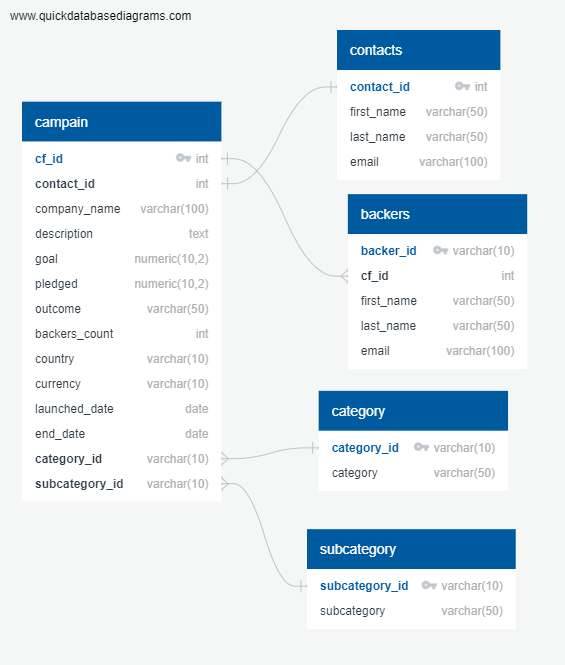 www.quickdatabasediagrams.com
contacts
contact_id int
first_name varchar(50)
last_name varchar(50)
email varchar(100)
campain
cf_id int
contact_id int
company_name varchar(100)
description text
goal numeric(10,2)
pledged numeric(10,2)
outcome varchar(50)
backers_count int
country varchar(10)
currency varchar(10)
launched_date date
end_date date
category_id varchar(10)
subcategory_id varchar(10)
backers
backer_id varchar(10)
cf_id int
first_name varchar(50)
last_name varchar(50)
email varchar(100)
category
category_id varchar(10)
category varchar(50)
subcategory
subcategory_id varchar(10)
subcategory varchar(50)